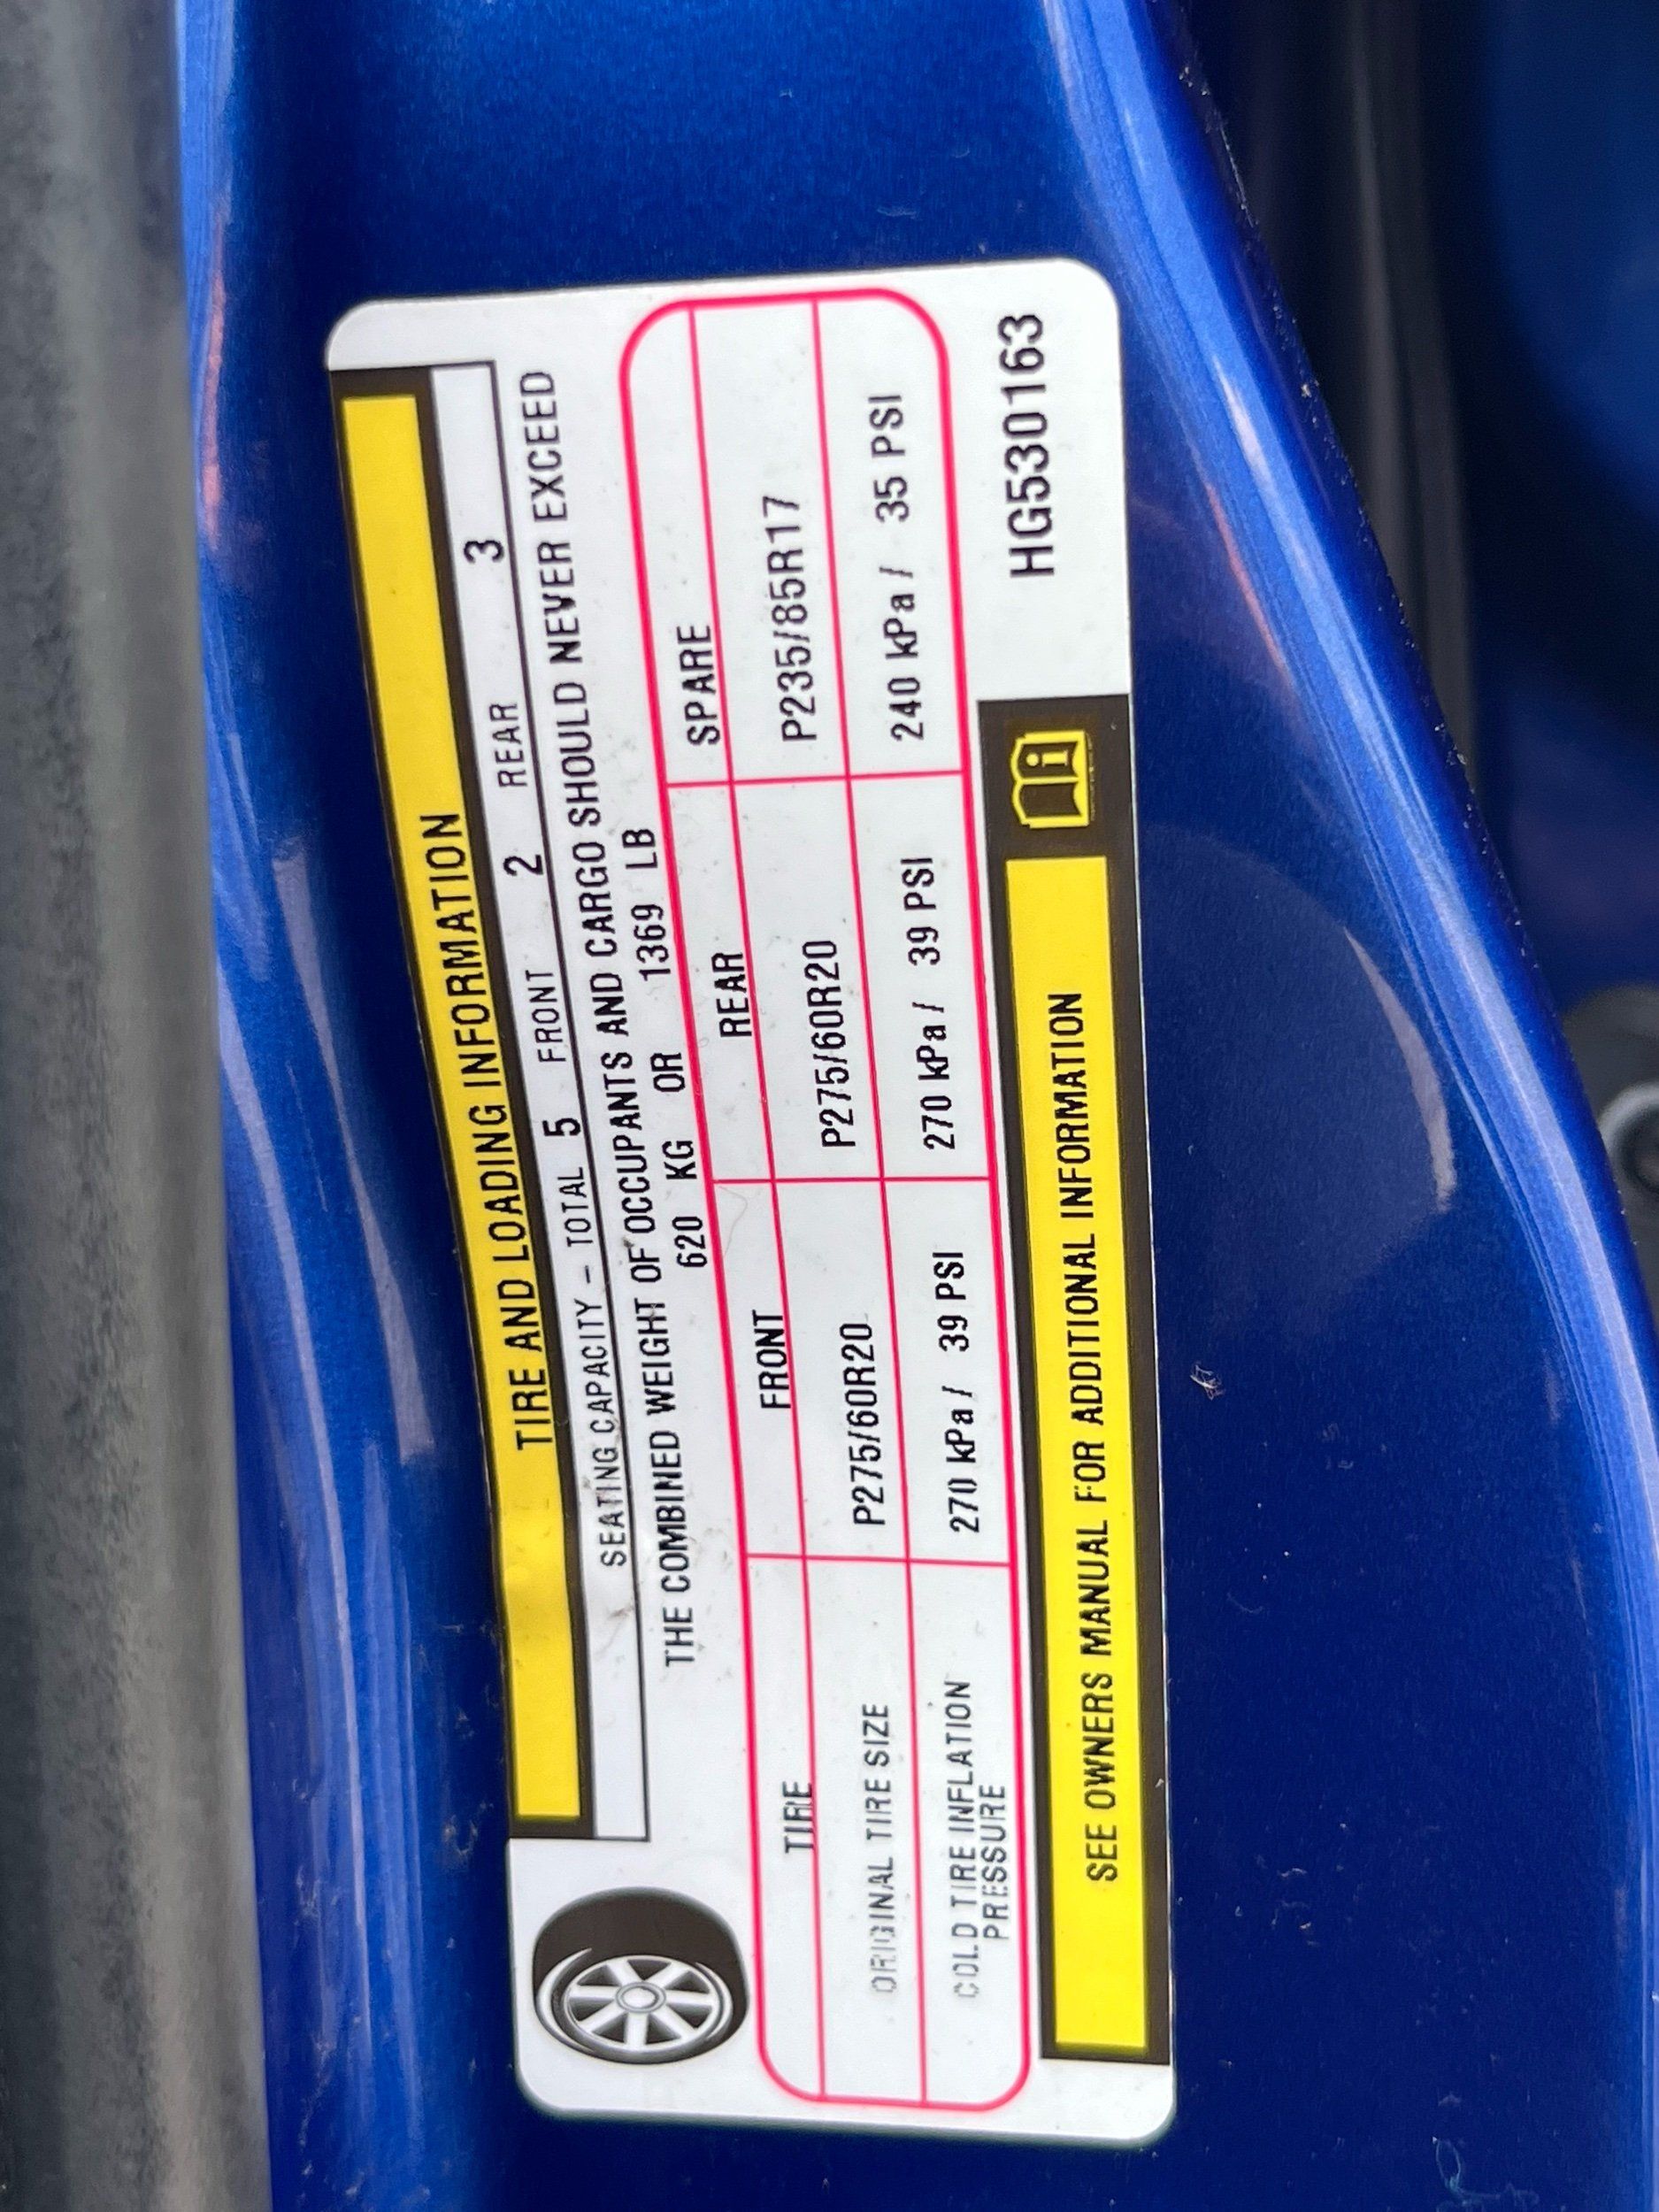 TIRE AND LOADING INFORMATION
SEATING CAPACITY – TOTAL 5 FRONT 2 REAR 3
THE COMBINED WEIGHT OF OCCUPANTS AND CARGO SHOULD NEVER EXCEED
620 KG OR 1369 LB
TIRE FRONT REAR SPARE
ORIGINAL TIRE SIZE P275/60R20 P275/60R20 P235/85R17
COLD TIRE INFLATION PRESSURE 270 kPa / 39 PSI 270 kPa / 39 PSI 240 kPa / 35 PSI
SEE OWNERS MANUAL FOR ADDITIONAL INFORMATION
HG530163